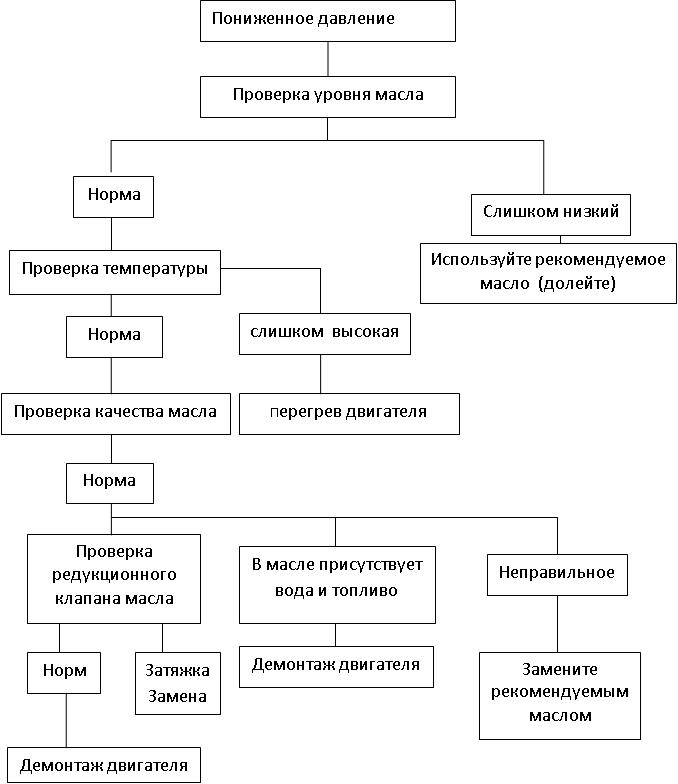 Пониженное давление
Проверка уровня масла
Норма
Слишком низкий
Проверка температуры
Используйте рекомендуемое
масло (долейте)
Норма
слишком высокая
Проверка качества масла
перегрев двигателя
Норма
Проверка
редукционного
клапана масла
В масле присутствует
вода и топливо
Неправильное
Норм
Затяжка
Замена
Демонтаж двигателя
Замените
рекомендуемым
маслом
Демонтаж двигателя